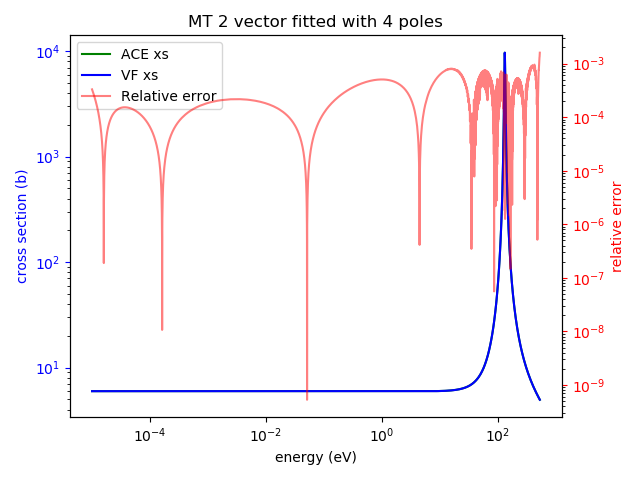 MT 2 vector fitted with 4 poles
ACE xs
VF xs
Relative error
cross section (b)
10^4
10^3
10^2
10^1
10^-3
10^-4
10^-5
10^-6
10^-7
10^-8
10^-9
relative error
10^-4
10^-2
10^0
10^2
energy (eV)